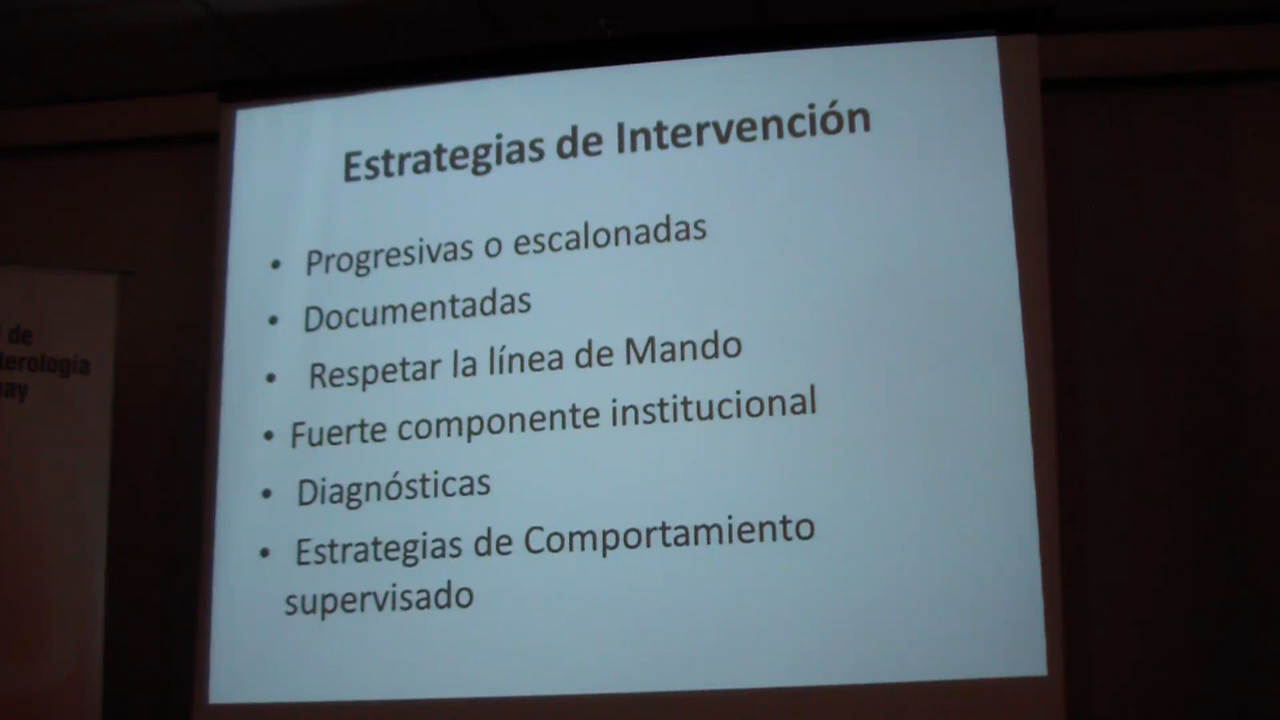 Estrategias de Intervención
• Progresivas o escalonadas
• Documentadas
• Respetar la línea de Mando
• Fuerte componente institucional
• Diagnósticas
• Estrategias de Comportamiento
supervisado
de